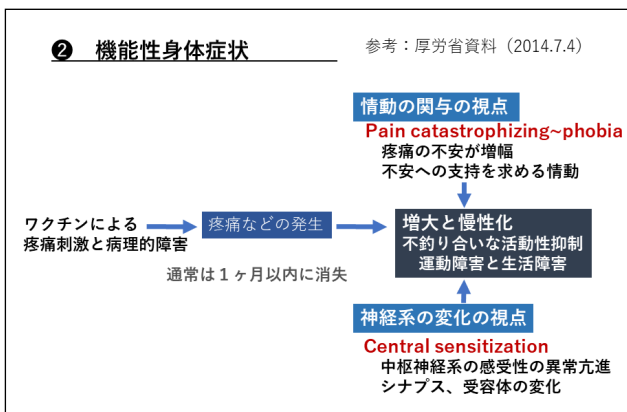 ❷ 機能性身体症状
参考：厚労省資料（2014.7.4）
情動の関与の視点
Pain catastrophizing~phobia
疼痛の不安が増幅
不安への支持を求める情動
ワクチンによる
疼痛刺激と病理的障害
疼痛などの発生
通常は１ヶ月以内に消失
増大と慢性化
不釣り合いな活動性抑制
運動障害と生活障害
神経系の変化の視点
Central sensitization
中枢神経系の感受性の異常亢進
シナプス、受容体の変化